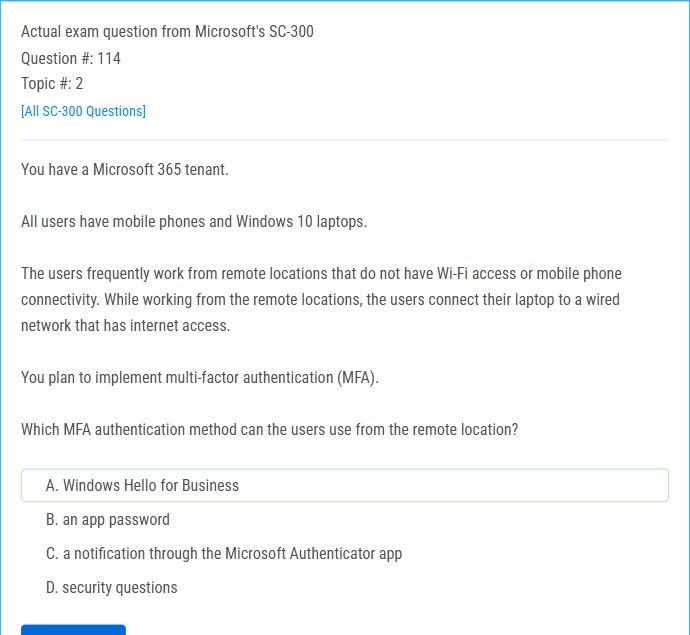 Actual exam question from Microsoft's SC-300
Question #: 114
Topic #: 2
[All SC-300 Questions]
You have a Microsoft 365 tenant.
All users have mobile phones and Windows 10 laptops.
The users frequently work from remote locations that do not have Wi-Fi access or mobile phone
connectivity. While working from the remote locations, the users connect their laptop to a wired
network that has internet access.
You plan to implement multi-factor authentication (MFA).
Which MFA authentication method can the users use from the remote location?
A. Windows Hello for Business
B. an app password
C. a notification through the Microsoft Authenticator app
D. security questions